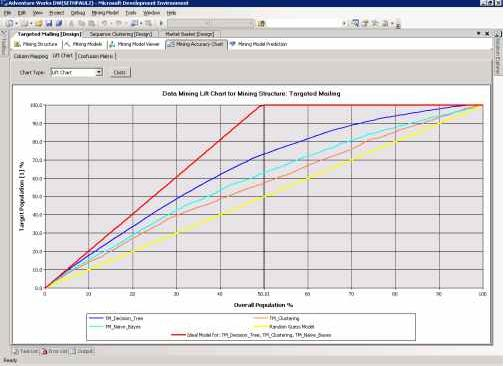 Adventure Works DW(SETHPAUL2) - Microsoft Development Environment
File Edit View Project Debug Mining Model Tools Window Help
Targeted Mailing [Design] Sequence Clustering [Design] Market Basket [Design]
Mining Structure Mining Models Mining Model Viewer Mining Accuracy Chart Mining Model Prediction
Column Mapping Lift Chart Confusion Matrix
Chart Type: Lift Chart
Data Mining Lift Chart for Mining Structure: Targeted Mailing
100.0
90.0
80.0
70.0
60.0
50.0
40.0
30.0
20.0
10.0
0.0
Target Population [1] %
0 10 20 30 40 50.01 60 70 80 90 100
Overall Population %
TM_Decision_Tree TM_Clustering
TM_Naive_Bayes Random Guess Model
Ideal Model for: TM_Decision_Tree, TM_Clustering, TM_Naive_Bayes
Task List Error List Output